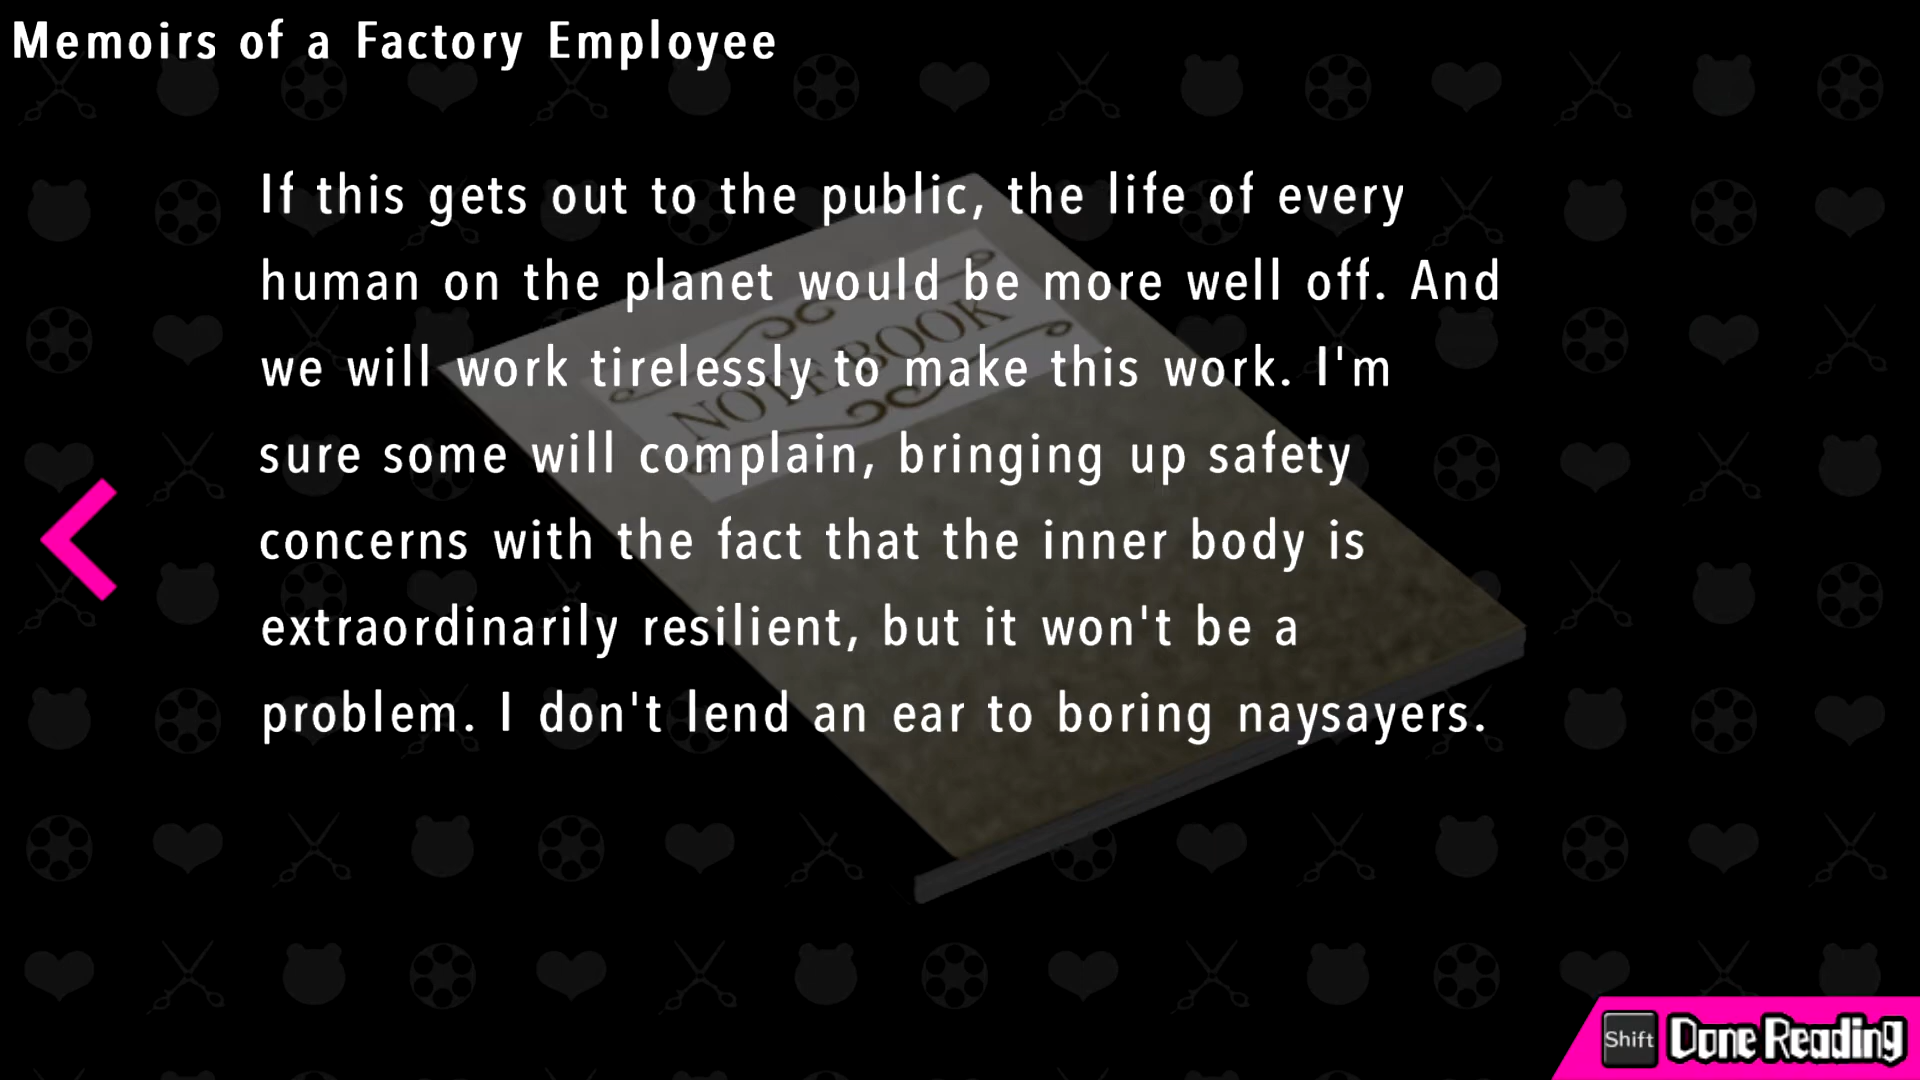 Memoirs of a Factory Employee
If this gets out to the public, the life of every
human on the planet would be more well off. And
we will work tirelessly to make this work. I'm
sure some will complain, bringing up safety
concerns with the fact that the inner body is
extraordinarily resilient, but it won't be a
problem. I don't lend an ear to boring naysayers.
NOTEBOOK
Shift Done Reading